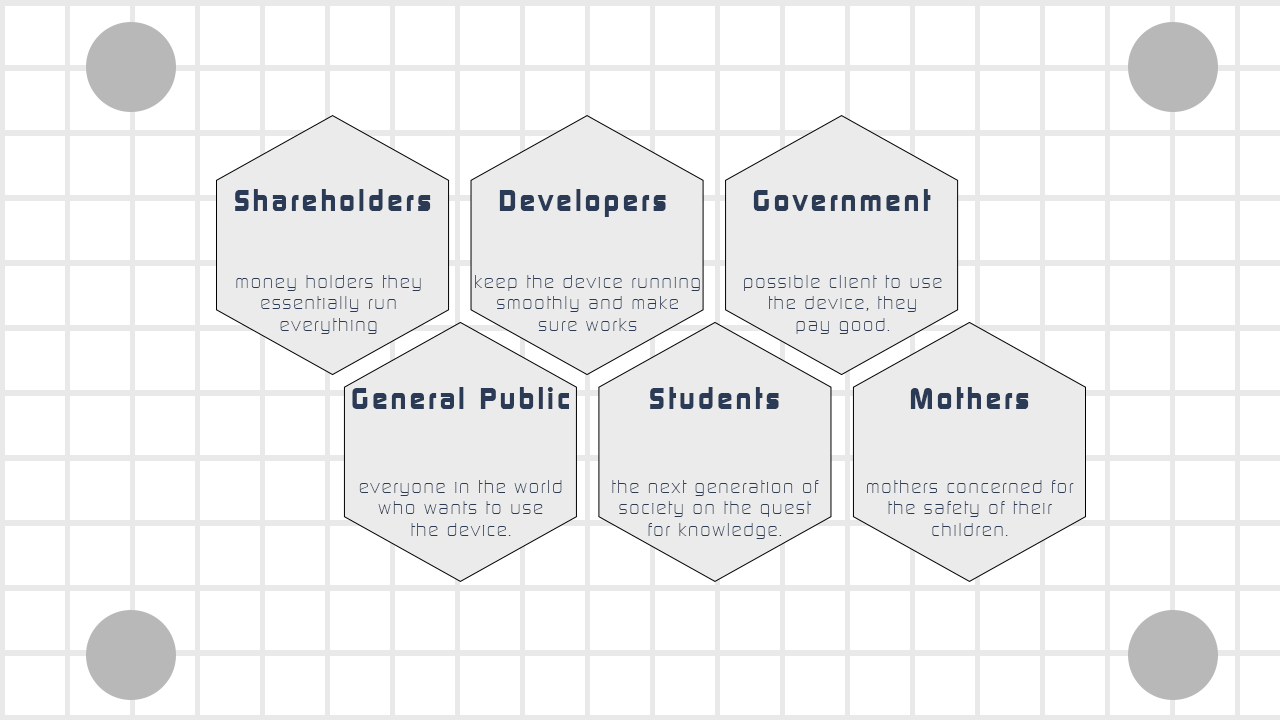 Shareholders
money holders they
essentially run
everything
Developers
keep the device running
smoothly and make
sure works
Government
possible client to use
the device, they
pay good.
General Public
everyone in the world
who wants to use
the device.
Students
the next generation of
society on the quest
for knowledge.
Mothers
mothers concerned for
the safety of their
children.